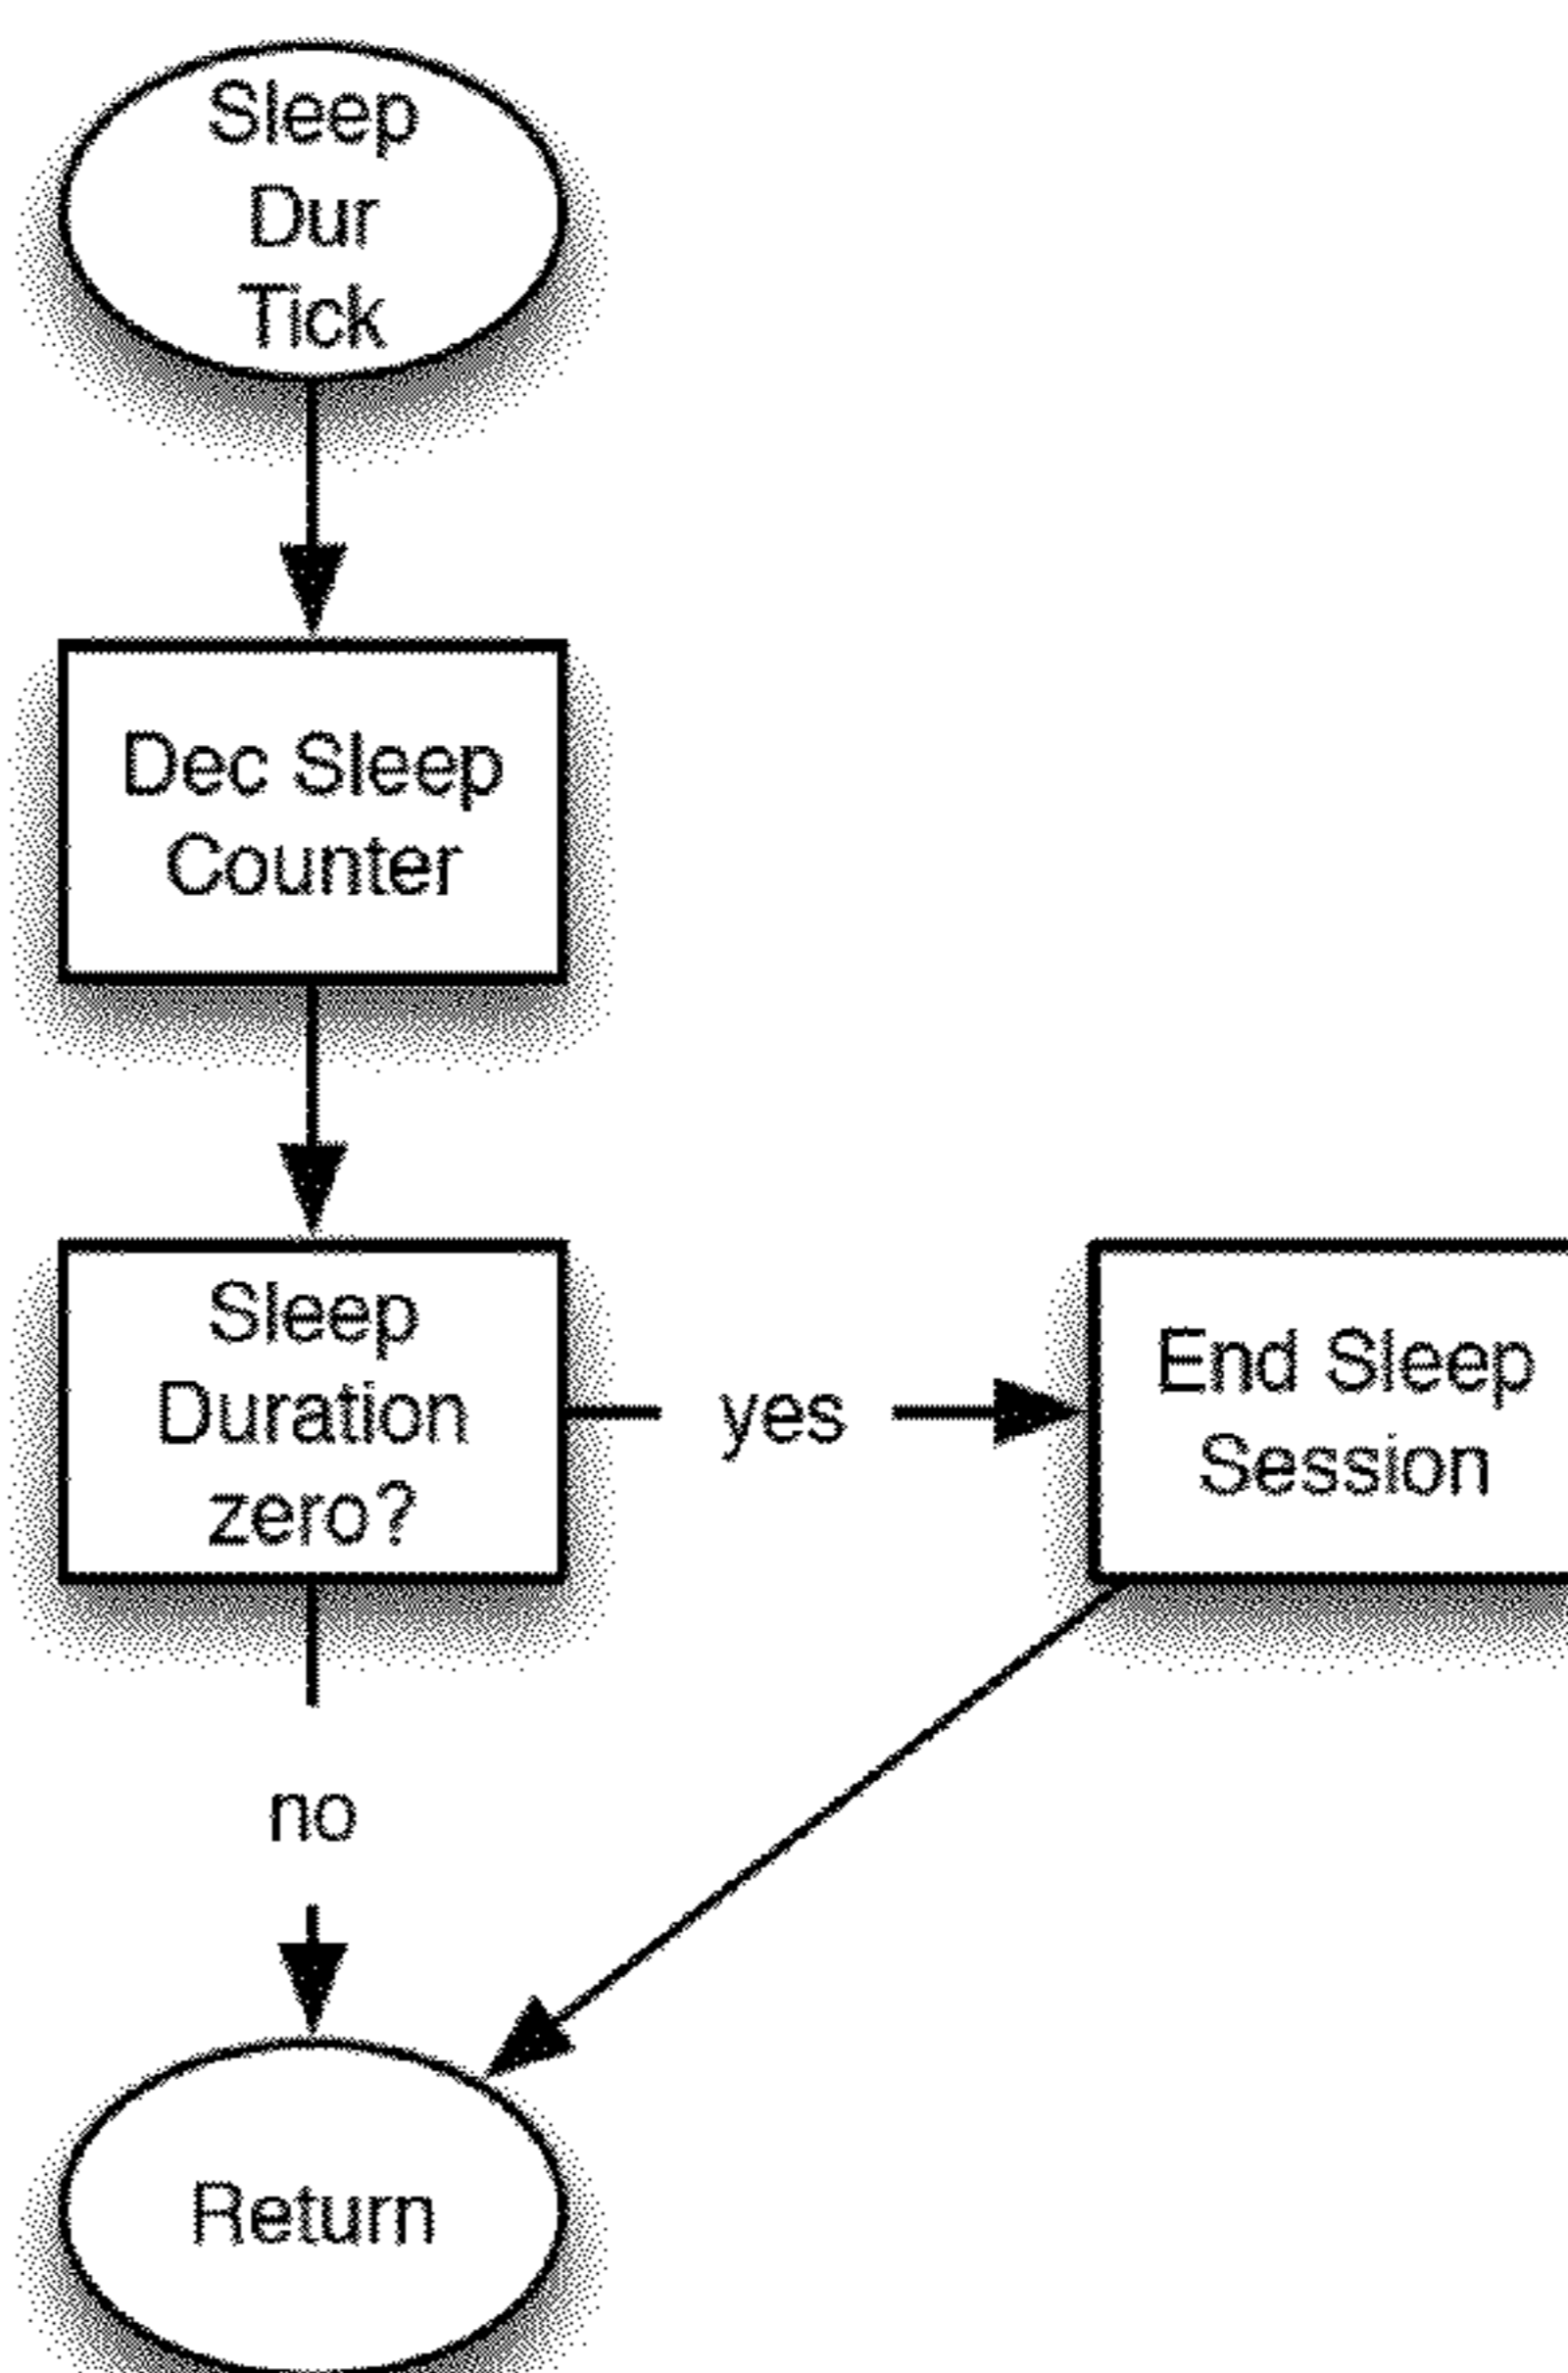 Sleep
Dur
Tick
Dec Sleep
Counter
Sleep
Duration
zero?
yes
End Sleep
Session
no
Return